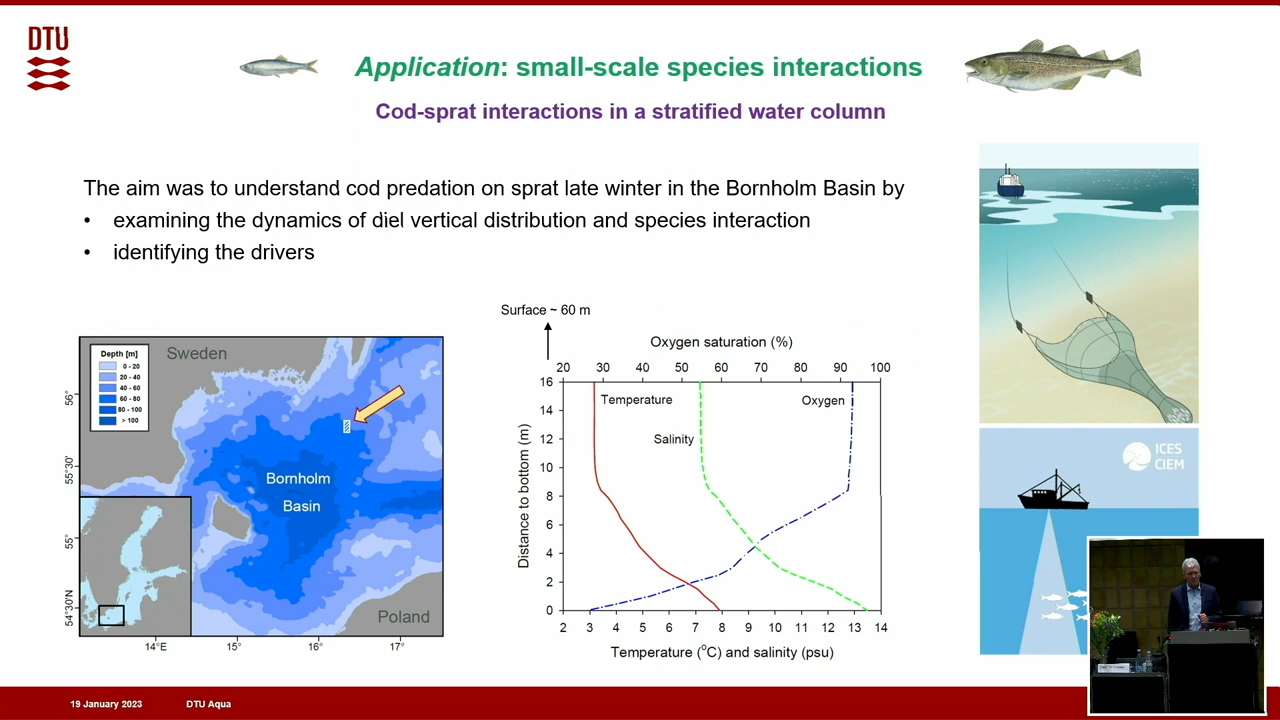 DTU
Application: small-scale species interactions
Cod-sprat interactions in a stratified water column
The aim was to understand cod predation on sprat late winter in the Bornholm Basin by
• examining the dynamics of diel vertical distribution and species interaction
• identifying the drivers
Depth [m]
0 - 20
20 - 40
40 - 60
60 - 80
80 - 100
> 100
Sweden
Bornholm
Basin
Poland
56°
55°30'
55°
54°30'N
14°E 15° 16° 17°
Surface ~ 60 m
Oxygen saturation (%)
20 30 40 50 60 70 80 90 100
Temperature
Salinity
Oxygen
Distance to bottom (m)
16
14
12
10
8
6
4
2
0
2 3 4 5 6 7 8 9 10 11 12 13 14
Temperature (°C) and salinity (psu)
ICES
CIEM
19 January 2023 DTU Aqua